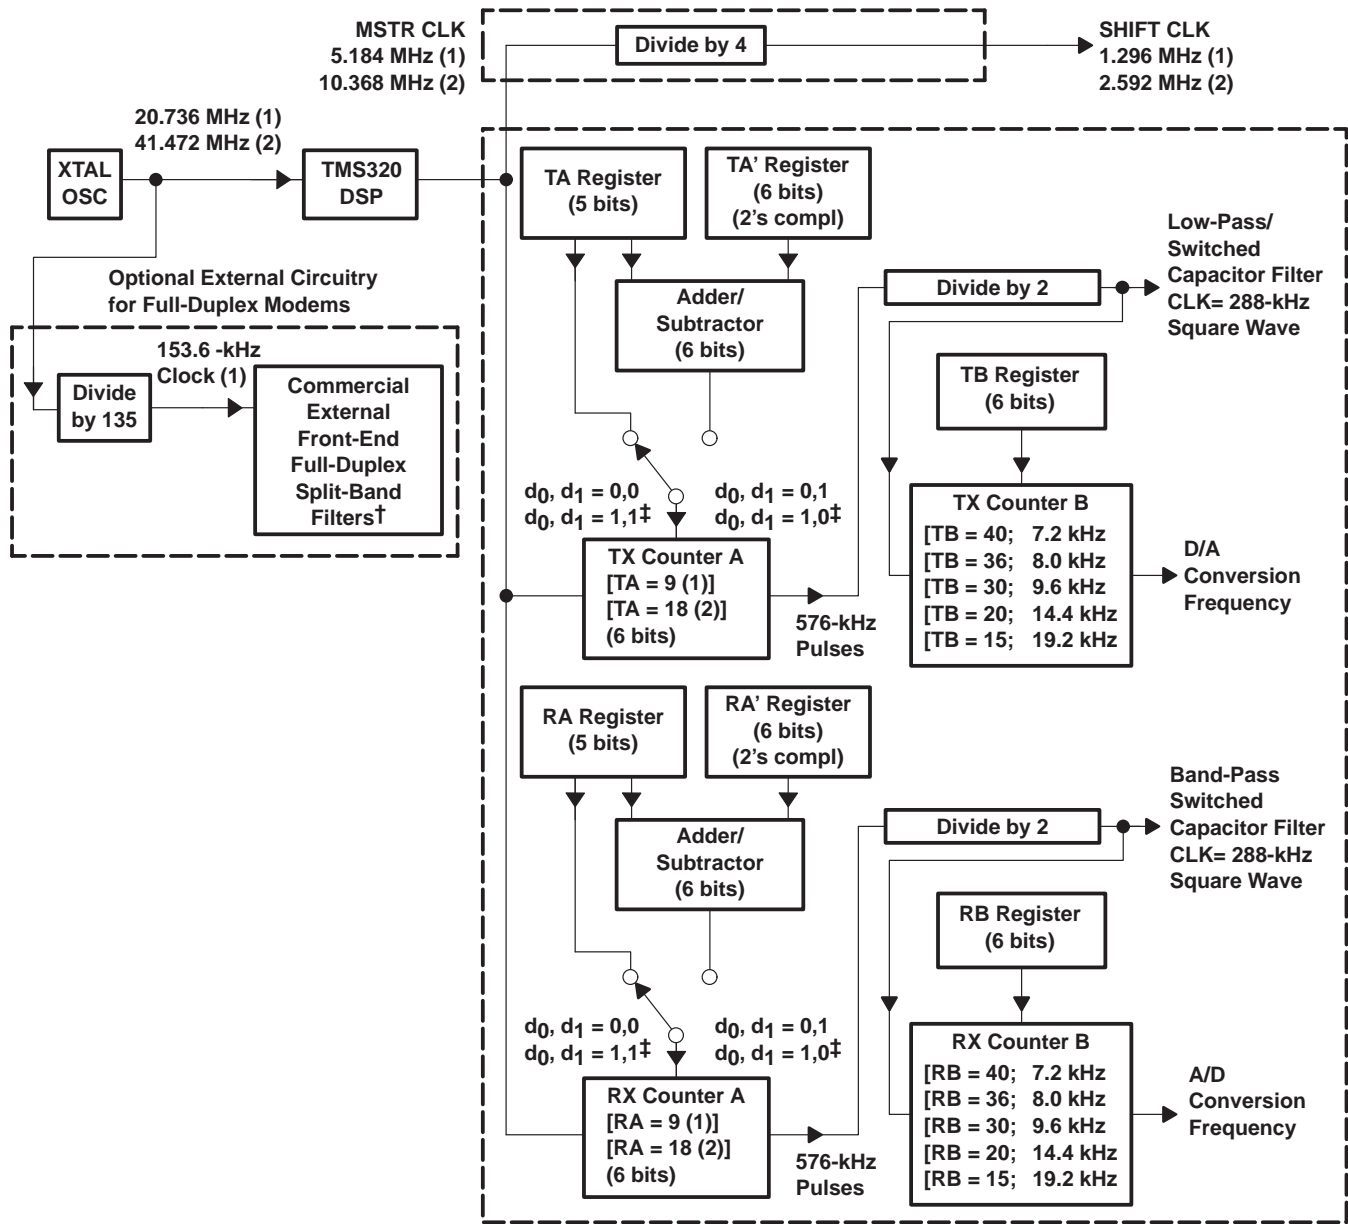 MSTR CLK
5.184 MHz (1)
10.368 MHz (2)
Divide by 4
SHIFT CLK
1.296 MHz (1)
2.592 MHz (2)
20.736 MHz (1)
41.472 MHz (2)
XTAL
OSC
TMS320
DSP
TA Register
(5 bits)
TA' Register
(6 bits)
(2's compl)
Low-Pass/
Switched
Capacitor Filter
CLK= 288-kHz
Square Wave
Optional External Circuitry
for Full-Duplex Modems
Adder/
Subtractor
(6 bits)
Divide by 2
153.6 -kHz
Clock (1)
Divide
by 135
Commercial
External
Front-End
Full-Duplex
Split-Band
Filters†
TB Register
(6 bits)
d0, d1 = 0,0
d0, d1 = 1,1‡
d0, d1 = 0,1
d0, d1 = 1,0‡
TX Counter A
[TA = 9 (1)]
[TA = 18 (2)]
(6 bits)
576-kHz
Pulses
TX Counter B
[TB = 40; 7.2 kHz
[TB = 36; 8.0 kHz
[TB = 30; 9.6 kHz
[TB = 20; 14.4 kHz
[TB = 15; 19.2 kHz
D/A
Conversion
Frequency
RA Register
(5 bits)
RA' Register
(6 bits)
(2's compl)
Band-Pass
Switched
Capacitor Filter
CLK= 288-kHz
Square Wave
Adder/
Subtractor
(6 bits)
Divide by 2
RB Register
(6 bits)
d0, d1 = 0,0
d0, d1 = 1,1‡
d0, d1 = 0,1
d0, d1 = 1,0‡
RX Counter A
[RA = 9 (1)]
[RA = 18 (2)]
(6 bits)
576-kHz
Pulses
RX Counter B
[RB = 40; 7.2 kHz
[RB = 36; 8.0 kHz
[RB = 30; 9.6 kHz
[RB = 20; 14.4 kHz
[RB = 15; 19.2 kHz
A/D
Conversion
Frequency